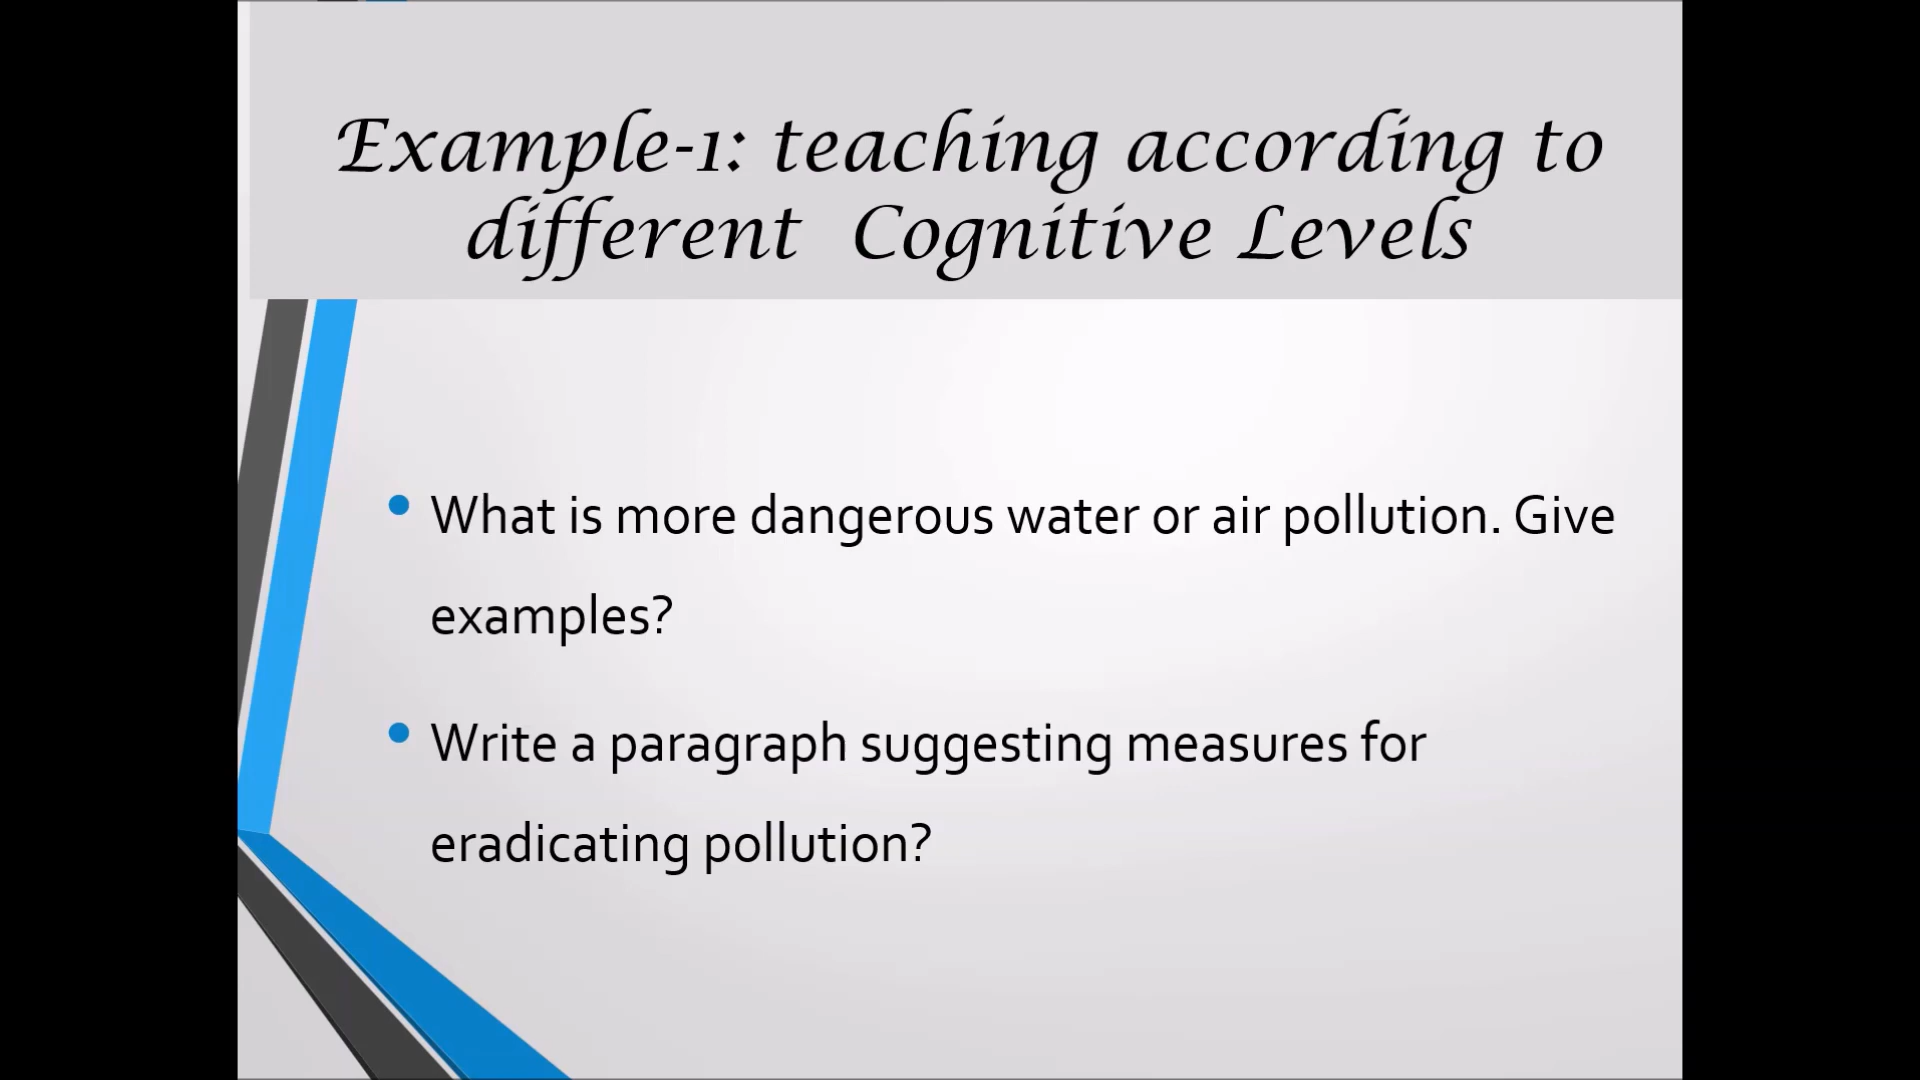 Example-1: teaching according to
different Cognitive Levels
• What is more dangerous water or air pollution. Give
examples?
• Write a paragraph suggesting measures for
eradicating pollution?